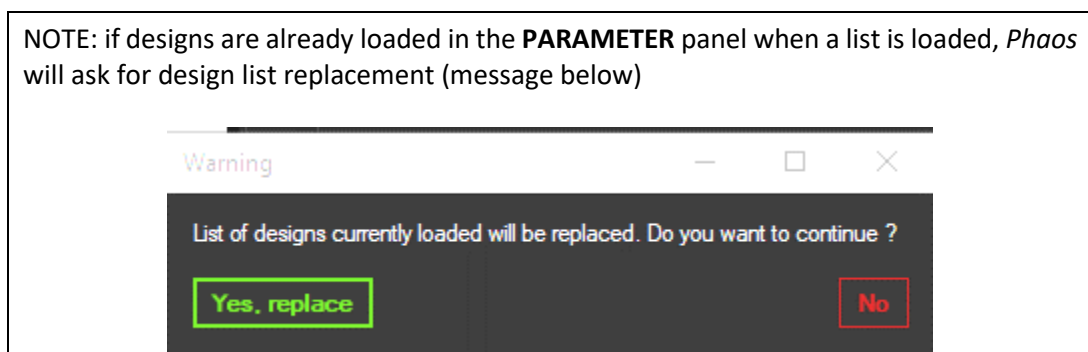 NOTE: if designs are already loaded in the PARAMETER panel when a list is loaded, Phaos
will ask for design list replacement (message below)
Warning
List of designs currently loaded will be replaced. Do you want to continue ?
Yes, replace
No